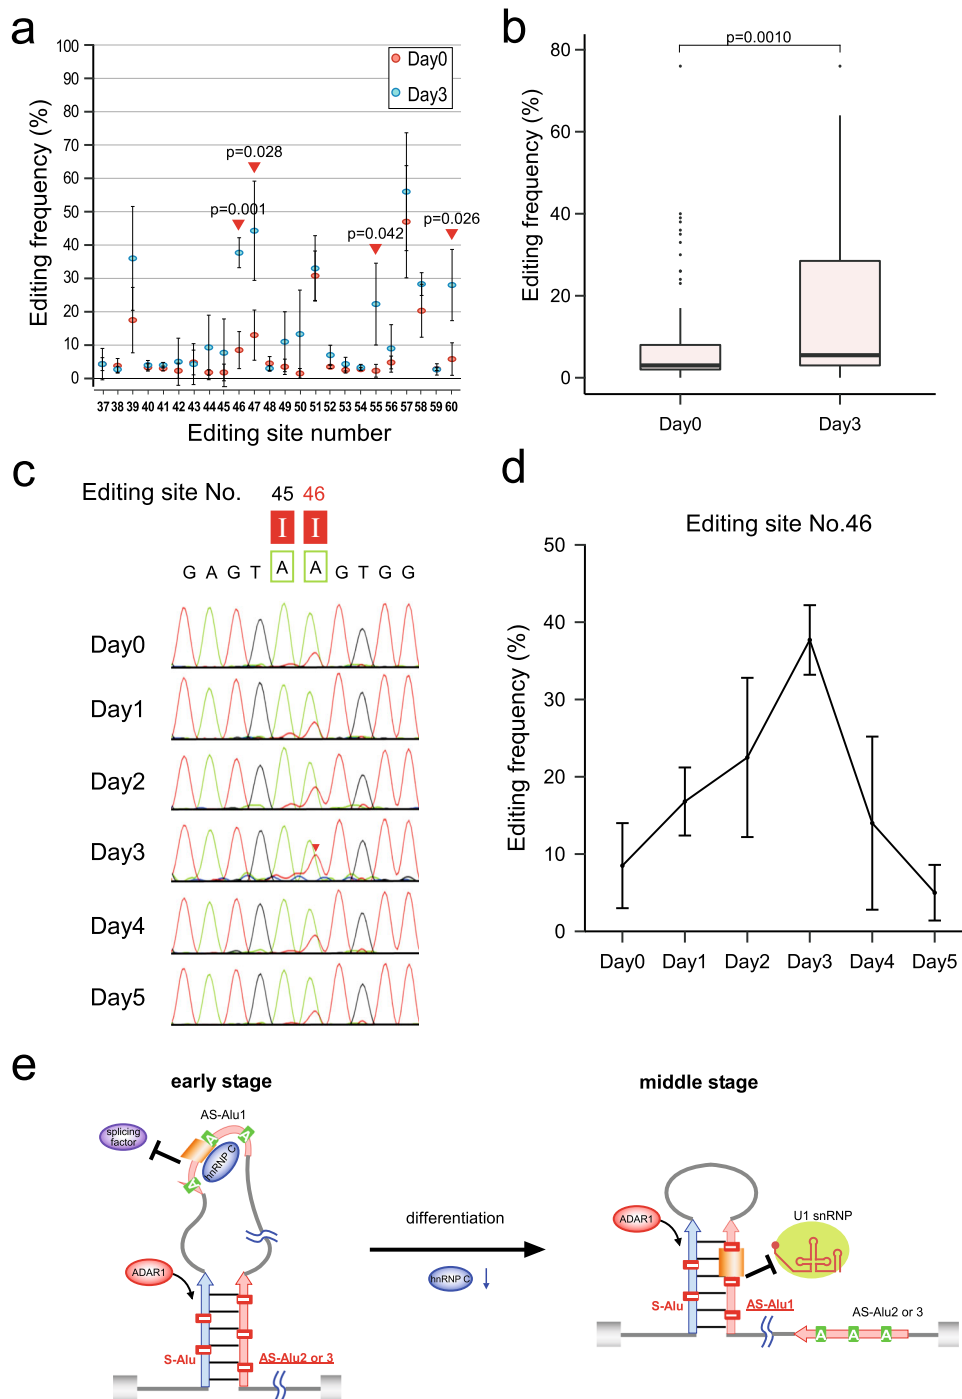 a
100
90
80
70
60
50
40
30
20
10
0
Editing frequency (%)
Day0
Day3
p=0.028
p=0.001
p=0.042
p=0.026
37 38 39 40 41 42 43 44 45 46 47 48 49 50 51 52 53 54 55 56 57 58 59 60
Editing site number
b
80
60
40
20
0
Editing frequency (%)
p=0.0010
Day0 Day3
c
Editing site No. 45 46
I I
G A G T A A G T G G
Day0
Day1
Day2
Day3
Day4
Day5
d
Editing site No.46
50
40
30
20
10
0
Editing frequency (%)
Day0 Day1 Day2 Day3 Day4 Day5
e
early stage
AS-Alu1
splicing
factor
A A A
hnRNP C
ADAR1
S-Alu
AS-Alu2 or 3
differentiation
hnRNP C
middle stage
ADAR1
U1 snRNP
S-Alu
AS-Alu1
AS-Alu2 or 3
A A A